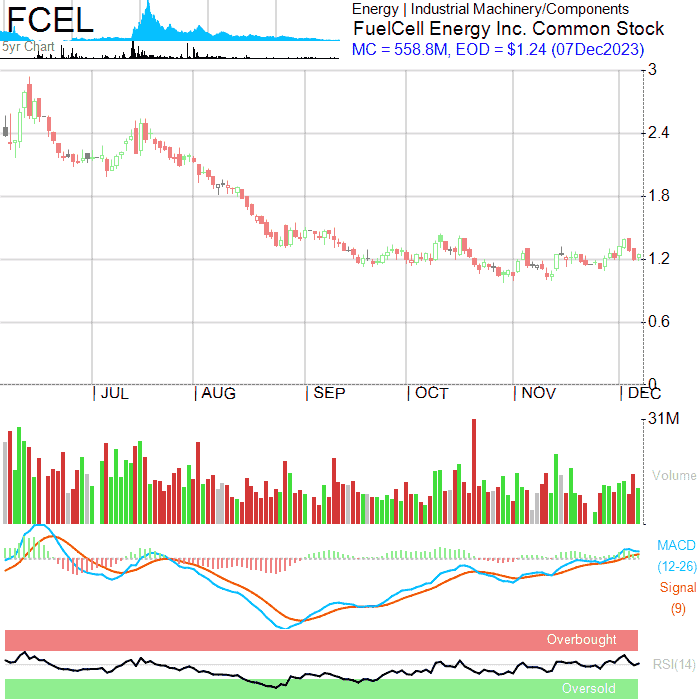 FCEL
5yr Chart
Energy | Industrial Machinery/Components
FuelCell Energy Inc. Common Stock
MC = 558.8M, EOD = $1.24 (07Dec2023)
3
2.4
1.8
1.2
0.6
0
JUL AUG SEP OCT NOV DEC
31M
Volume
MACD
(12-26)
Signal
(9)
Overbought
RSI(14)
Oversold